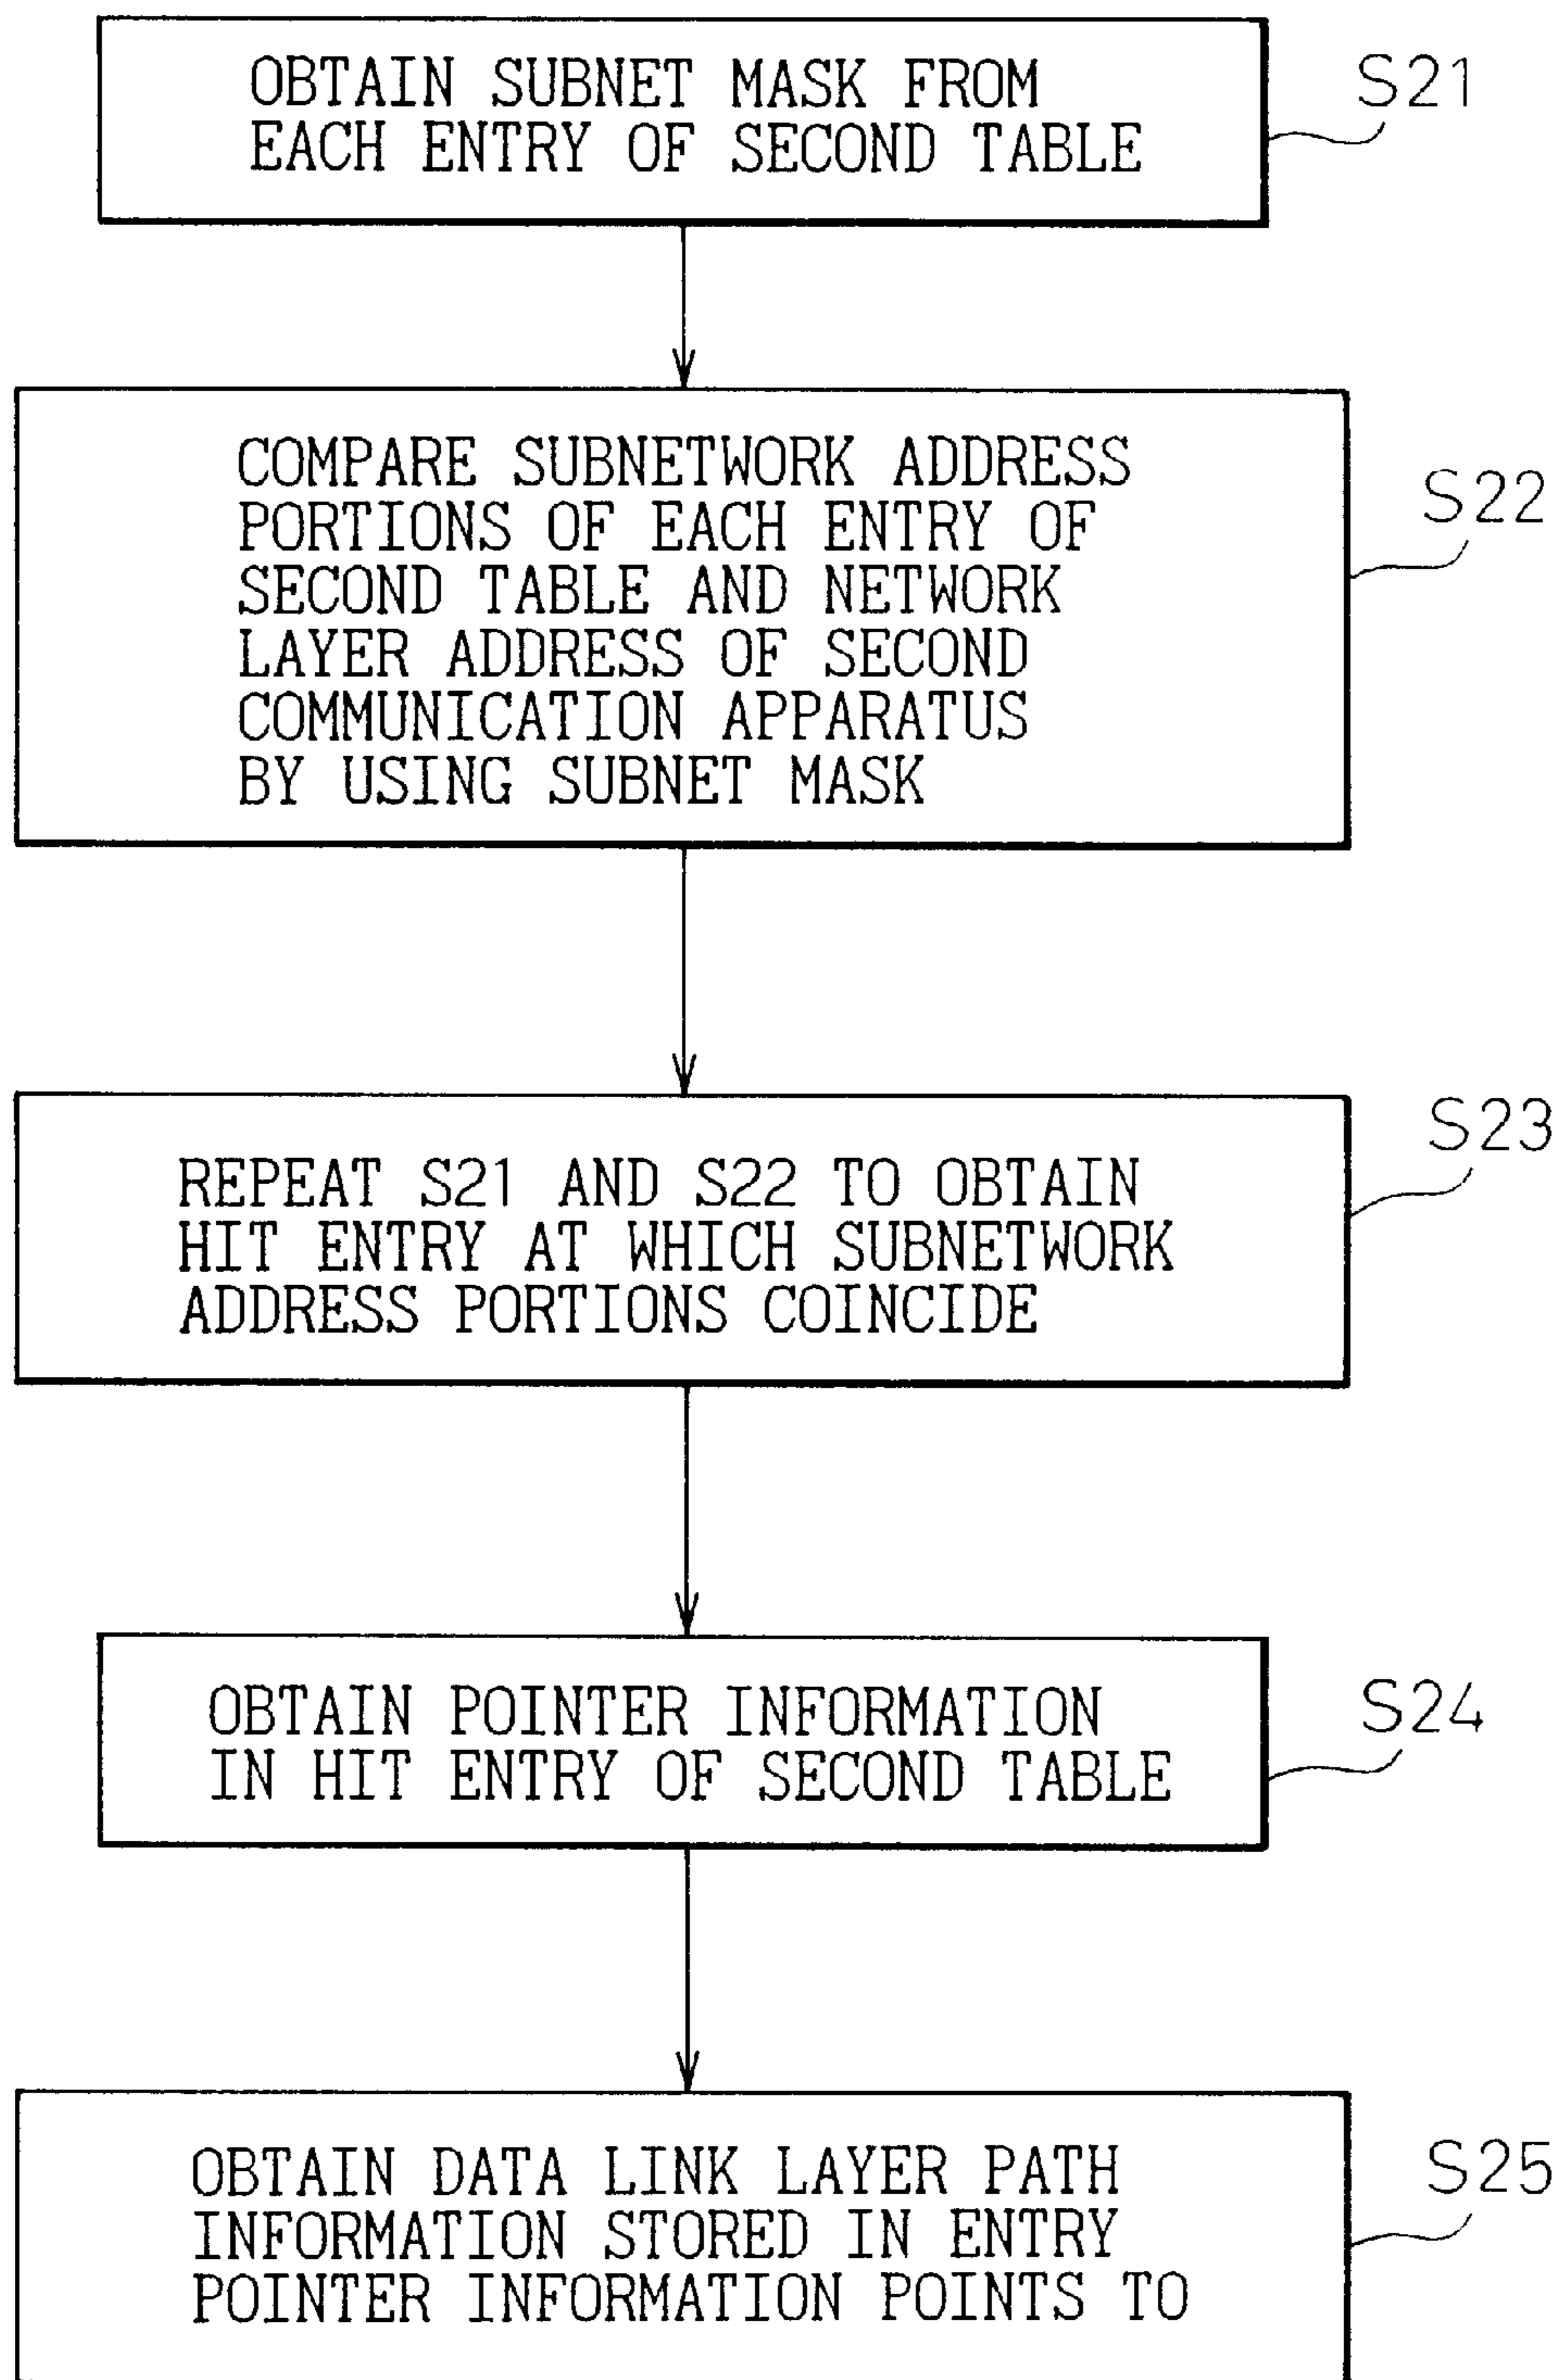 OBTAIN SUBNET MASK FROM
EACH ENTRY OF SECOND TABLE
S21
COMPARE SUBNETWORK ADDRESS
PORTIONS OF EACH ENTRY OF
SECOND TABLE AND NETWORK
LAYER ADDRESS OF SECOND
COMMUNICATION APPARATUS
BY USING SUBNET MASK
S22
REPEAT S21 AND S22 TO OBTAIN
HIT ENTRY AT WHICH SUBNETWORK
ADDRESS PORTIONS COINCIDE
S23
OBTAIN POINTER INFORMATION
IN HIT ENTRY OF SECOND TABLE
S24
OBTAIN DATA LINK LAYER PATH
INFORMATION STORED IN ENTRY
POINTER INFORMATION POINTS TO
S25